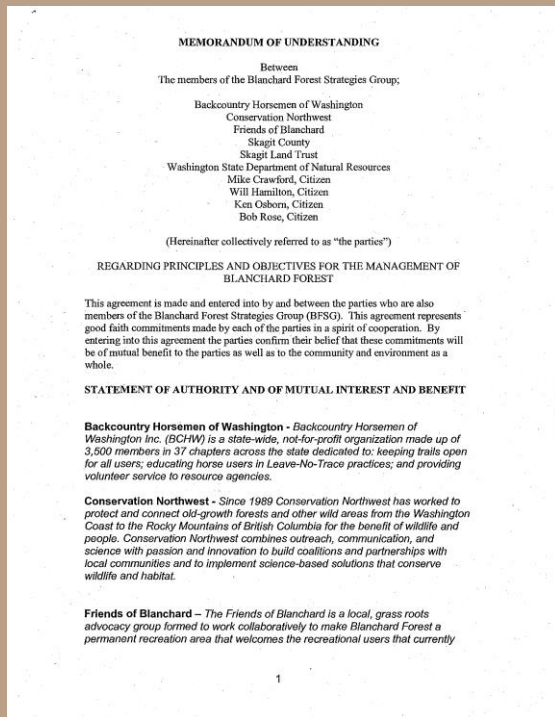 MEMORANDUM OF UNDERSTANDING
Between
The members of the Blanchard Forest Strategies Group;
Backcountry Horsemen of Washington
Conservation Northwest
Friends of Blanchard
Skagit County
Skagit Land Trust
Washington State Department of Natural Resources
Mike Crawford, Citizen
Will Hamilton, Citizen
Ken Osborn, Citizen
Bob Rose, Citizen
(Hereinafter collectively referred to as "the parties")
REGARDING PRINCIPLES AND OBJECTIVES FOR THE MANAGEMENT OF
BLANCHARD FOREST
This agreement is made and entered into by and between the parties who are also
members of the Blanchard Forest Strategies Group (BFSG). This agreement represents
good faith commitments made by each of the parties in a spirit of cooperation. By
entering into this agreement the parties confirm their belief that these commitments will
be of mutual benefit to the parties as well as to the community and environment as a
whole.
STATEMENT OF AUTHORITY AND OF MUTUAL INTEREST AND BENEFIT
Backcountry Horsemen of Washington - Backcountry Horsemen of
Washington Inc. (BCHW) is a state-wide, not-for-profit organization made up of
3,500 members in 37 chapters across the state dedicated to: keeping trails open
for all users; educating horse users in Leave-No-Trace practices; and providing
volunteer service to resource agencies.
Conservation Northwest - Since 1989 Conservation Northwest has worked to
protect and connect old-growth forests and other wild areas from the Washington
Coast to the Rocky Mountains of British Columbia for the benefit of wildlife and
people. Conservation Northwest combines outreach, communication, and
science with passion and innovation to build coalitions and partnerships with
local communities and to implement science-based solutions that conserve
wildlife and habitat.
Friends of Blanchard – The Friends of Blanchard is a local, grass roots
advocacy group formed to work collaboratively to make Blanchard Forest a
permanent recreation area that welcomes the recreational users that currently
1